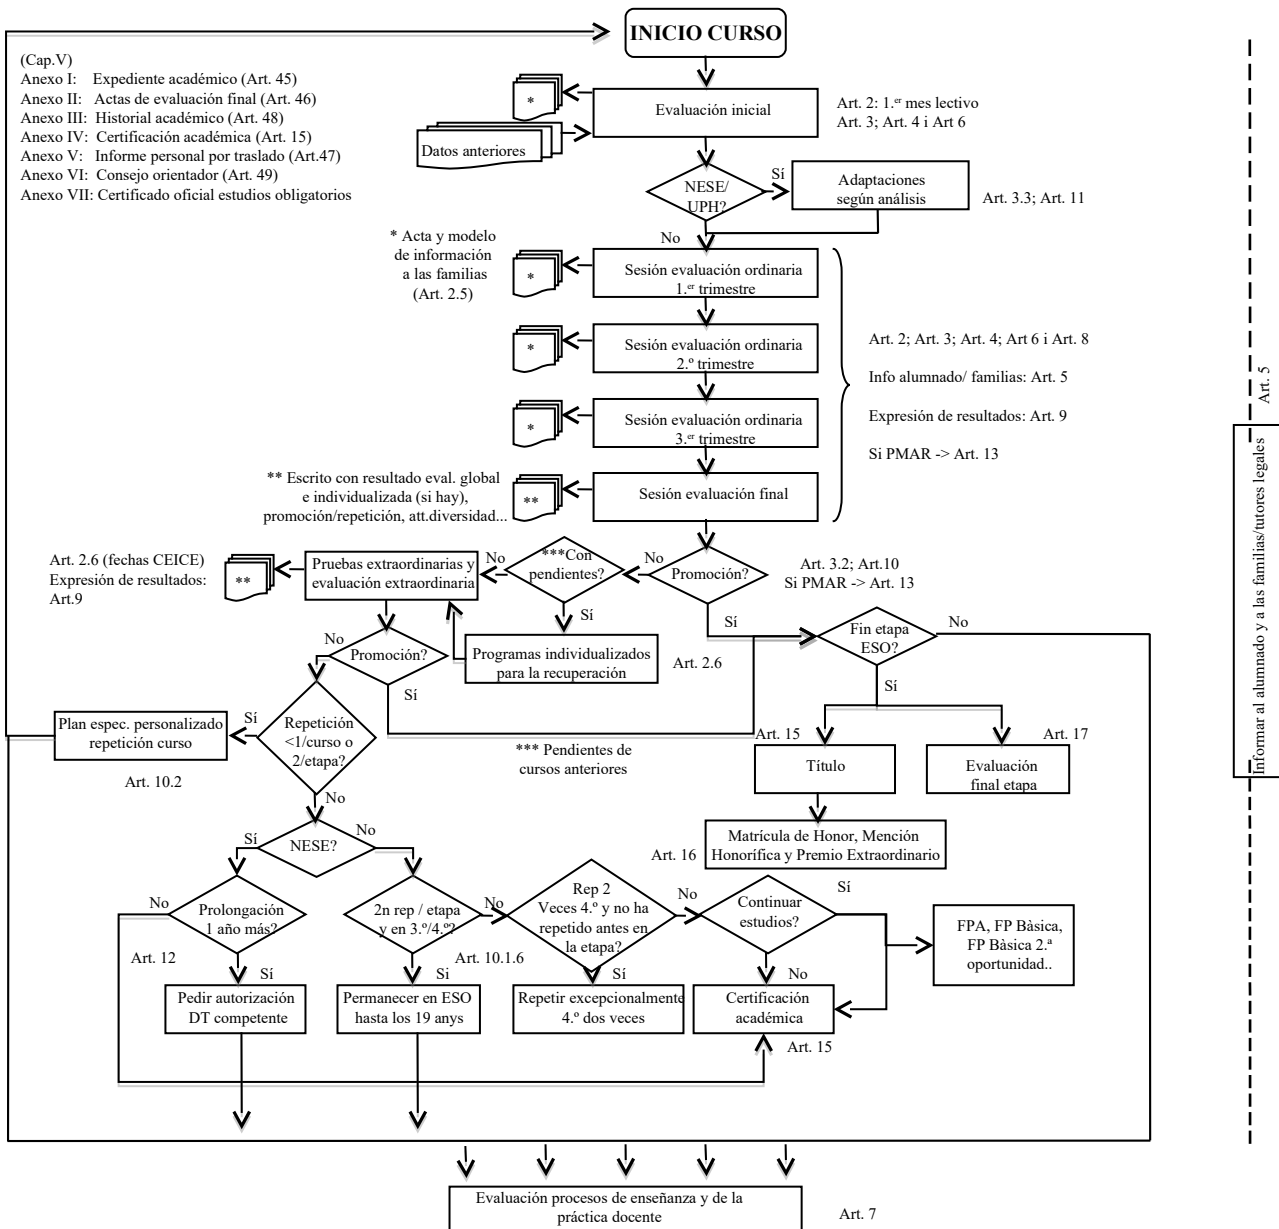 INICIO CURSO
(Cap.V)
Anexo I: Expediente académico (Art. 45)
Anexo II: Actas de evaluación final (Art. 46)
Anexo III: Historial académico (Art. 48)
Anexo IV: Certificación académica (Art. 15)
Anexo V: Informe personal por traslado (Art.47)
Anexo VI: Consejo orientador (Art. 49)
Anexo VII: Certificado oficial estudios obligatorios
*
Evaluación inicial
Art. 2: 1.er mes lectivo
Art. 3; Art. 4 i Art 6
Datos anteriores
NESE/
UPH?
Sí
Adaptaciones
según análisis
Art. 3.3; Art. 11
No
* Acta y modelo
de información
a las familias
(Art. 2.5)
*
Sesión evaluación ordinaria
1.er trimestre
*
Sesión evaluación ordinaria
2.º trimestre
*
Sesión evaluación ordinaria
3.er trimestre
Art. 2; Art. 3; Art. 4; Art 6 i Art. 8
Info alumnado/ familias: Art. 5
Expresión de resultados: Art. 9
Si PMAR -> Art. 13
** Escrito con resultado eval. global
e individualizada (si hay),
promoción/repetición, att.diversidad...
**
Sesión evaluación final
Art. 2.6 (fechas CEICE)
Expresión de resultados:
Art.9
**
Pruebas extraordinarias y
evaluación extraordinaria
No
***Con
pendientes?
No
Promoción?
Art. 3.2; Art.10
Si PMAR -> Art. 13
Sí
Sí
Fin etapa
ESO?
No
No
Promoción?
Programas individualizados
para la recuperación
Art. 2.6
Sí
Sí
Plan espec. personalizado
repetición curso
Sí
Repetición
<1/curso o
2/etapa?
Art. 10.2
*** Pendientes de
cursos anteriores
Art. 15
Título
Art. 17
Evaluación
final etapa
No
Sí
NESE?
No
Art. 16
Matrícula de Honor, Mención
Honorífica y Premio Extraordinario
No
Prolongación
1 año más?
2n rep / etapa
y en 3.º/4.º?
No
Rep 2
Veces 4.º y no ha
repetido antes en
la etapa?
No
Continuar
estudios?
Sí
FPA, FP Bàsica,
FP Bàsica 2.ª
oportunidad..
Art. 12
Sí
Art. 10.1.6
Si
Sí
No
Pedir autorización
DT competente
Permanecer en ESO
hasta los 19 anys
Repetir excepcionalmente
4.º dos veces
Certificación
académica
Art. 15
Evaluación procesos de enseñanza y de la
práctica docente
Art. 7
Informar al alumnado y a las familias/tutores legales
Art. 5